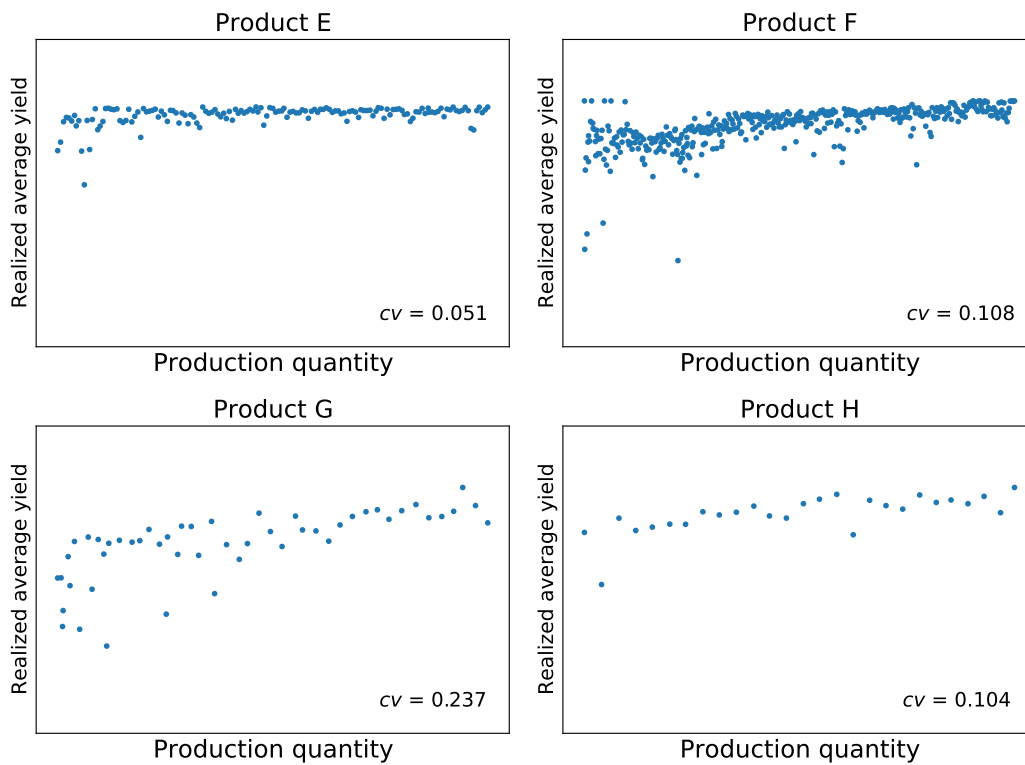 Product E
Realized average yield
cv = 0.051
Production quantity
Product F
Realized average yield
cv = 0.108
Production quantity
Product G
Realized average yield
cv = 0.237
Production quantity
Product H
Realized average yield
cv = 0.104
Production quantity